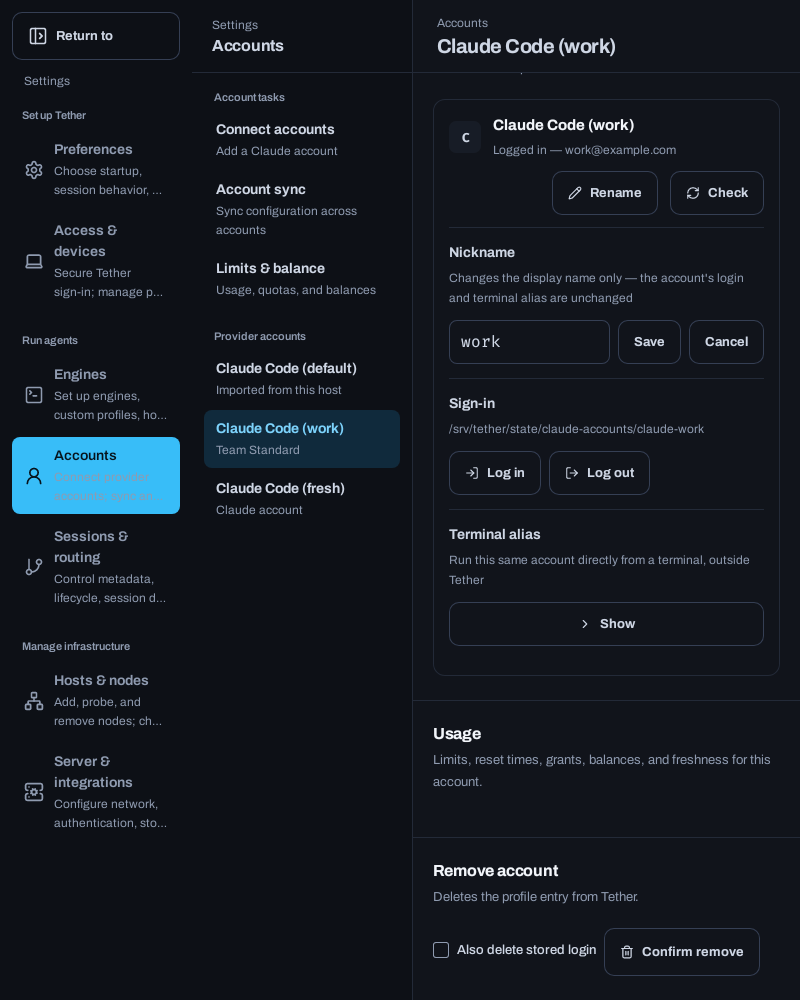 Return to
Settings
Set up Tether
Preferences
Choose startup,
session behavior, ...
Access &
devices
Secure Tether
sign-in; manage p...
Run agents
Engines
Set up engines,
custom profiles, ho...
Accounts
Sessions &
routing
Control metadata,
lifecycle, session d...
Manage infrastructure
Hosts & nodes
Add, probe, and
remove nodes; ch...
Server &
integrations
Configure network,
authentication, sto...
Settings
Accounts
Account tasks
Connect accounts
Add a Claude account
Account sync
Sync configuration across
accounts
Limits & balance
Usage, quotas, and balances
Provider accounts
Claude Code (default)
Imported from this host
Claude Code (work)
Team Standard
Claude Code (fresh)
Claude account
Accounts
Claude Code (work)
C
Claude Code (work)
Logged in — work@example.com
Rename
Check
Nickname
Changes the display name only — the account's login
and terminal alias are unchanged
work
Save
Cancel
Sign-in
/srv/tether/state/claude-accounts/claude-work
Log in
Log out
Terminal alias
Run this same account directly from a terminal, outside
Tether
Show
Usage
Limits, reset times, grants, balances, and freshness for this
account.
Remove account
Deletes the profile entry from Tether.
Also delete stored login
Confirm remove